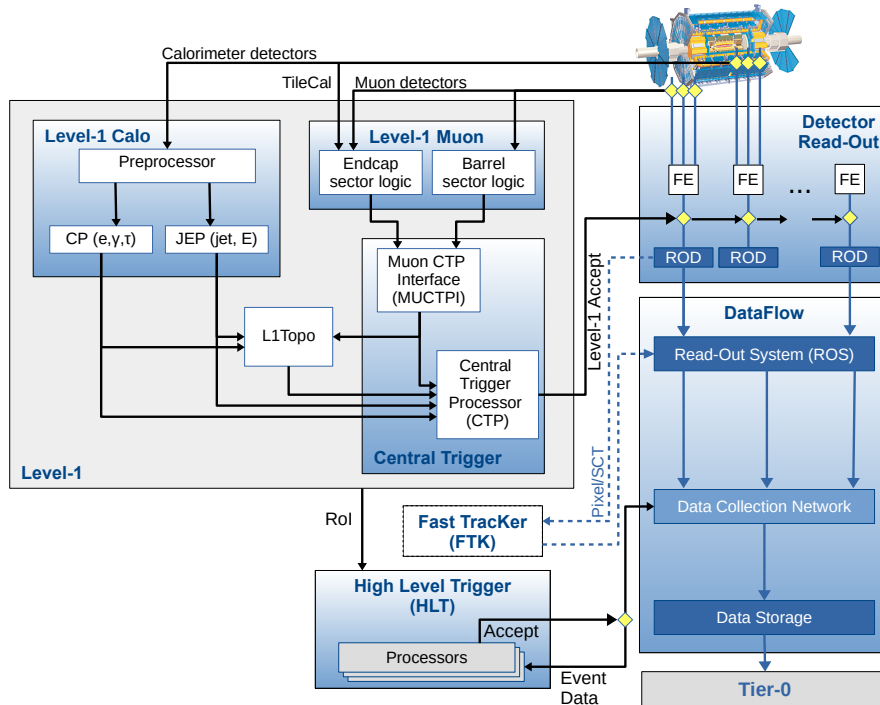 Calorimeter detectors
TileCal
Muon detectors
Level-1 Calo
Preprocessor
CP (e,γ,τ)
JEP (jet, E)
Level-1 Muon
Endcap
sector logic
Barrel
sector logic
Muon CTP
Interface
(MUCTPI)
L1Topo
Central
Trigger
Processor
(CTP)
Central Trigger
Level-1
Level-1 Accept
Detector
Read-Out
FE
FE
...
FE
ROD
ROD
ROD
DataFlow
Read-Out System (ROS)
Pixel/SCT
Data Collection Network
Data Storage
Tier-0
RoI
Fast TracKer
(FTK)
High Level Trigger
(HLT)
Accept
Processors
Event
Data